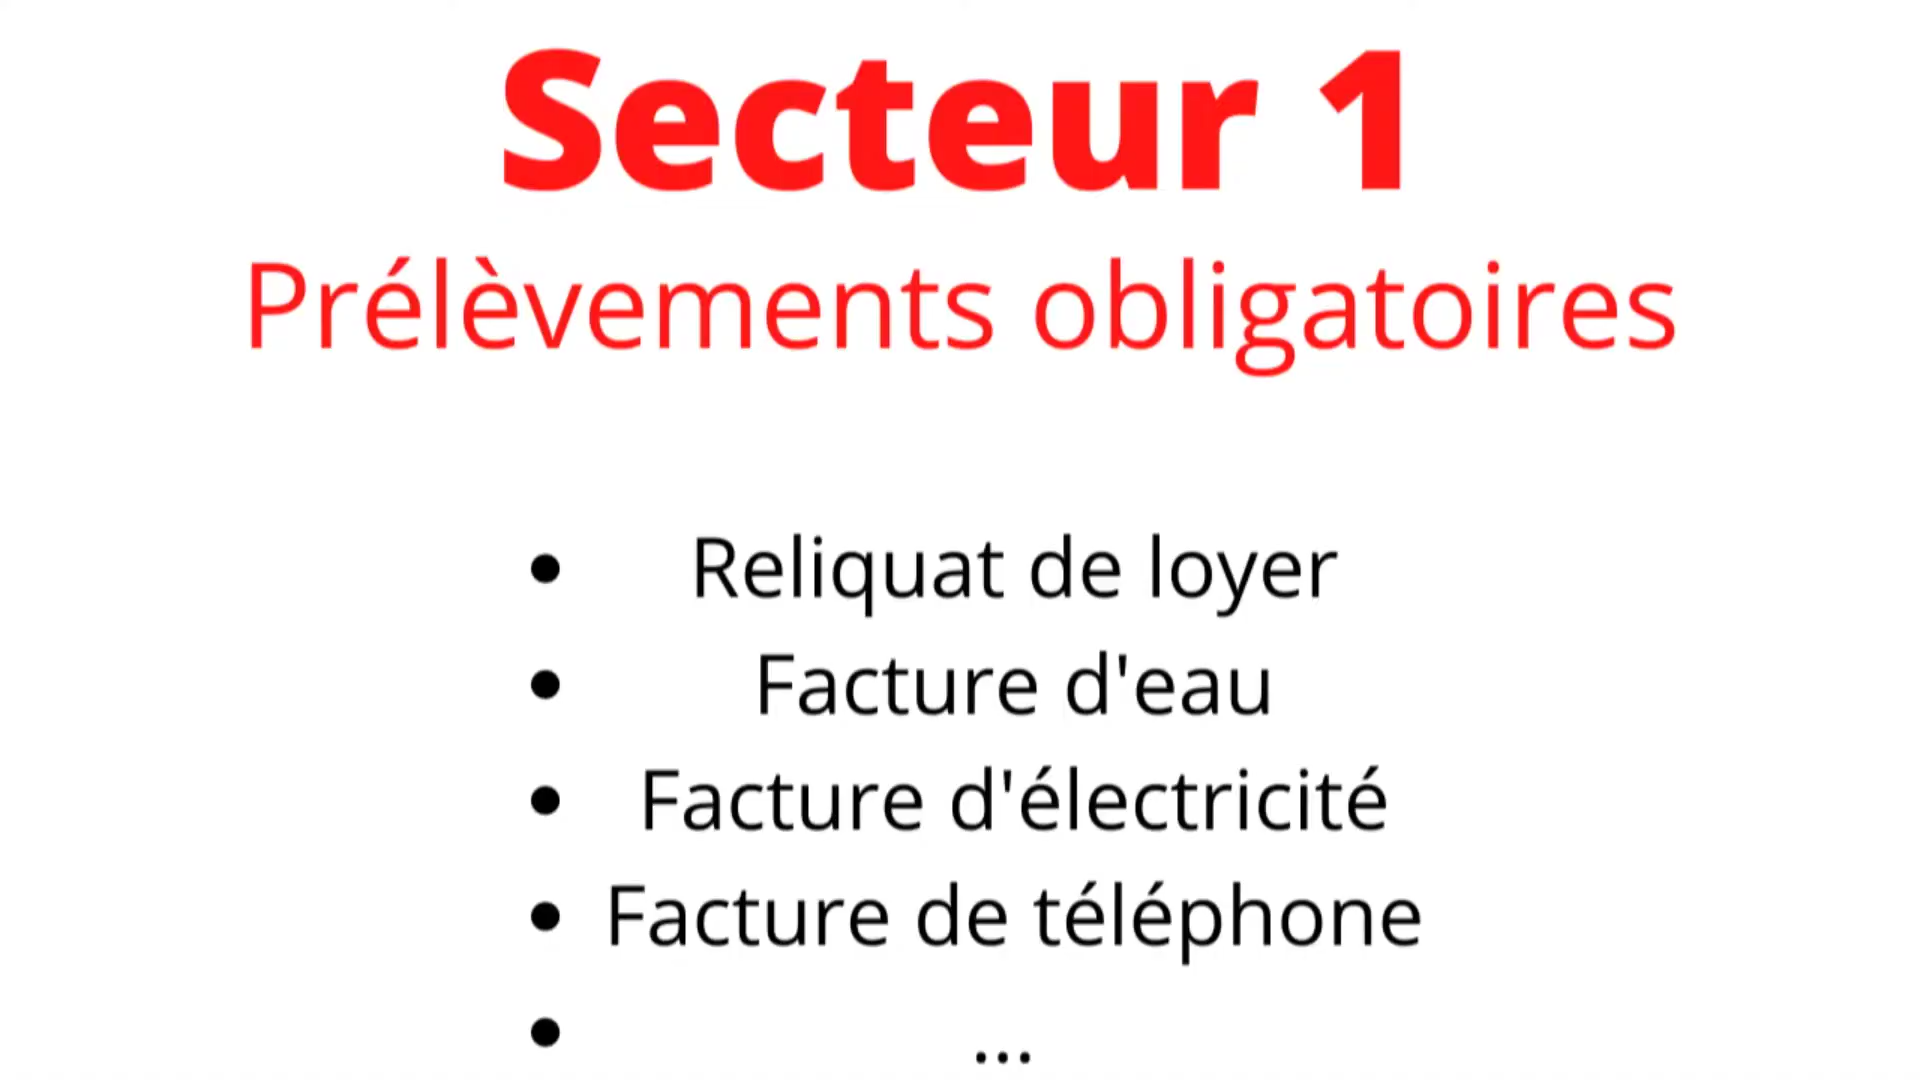 Secteur 1
Prélèvements obligatoires
• Reliquat de loyer
• Facture d'eau
• Facture d'électricité
• Facture de téléphone
• ...